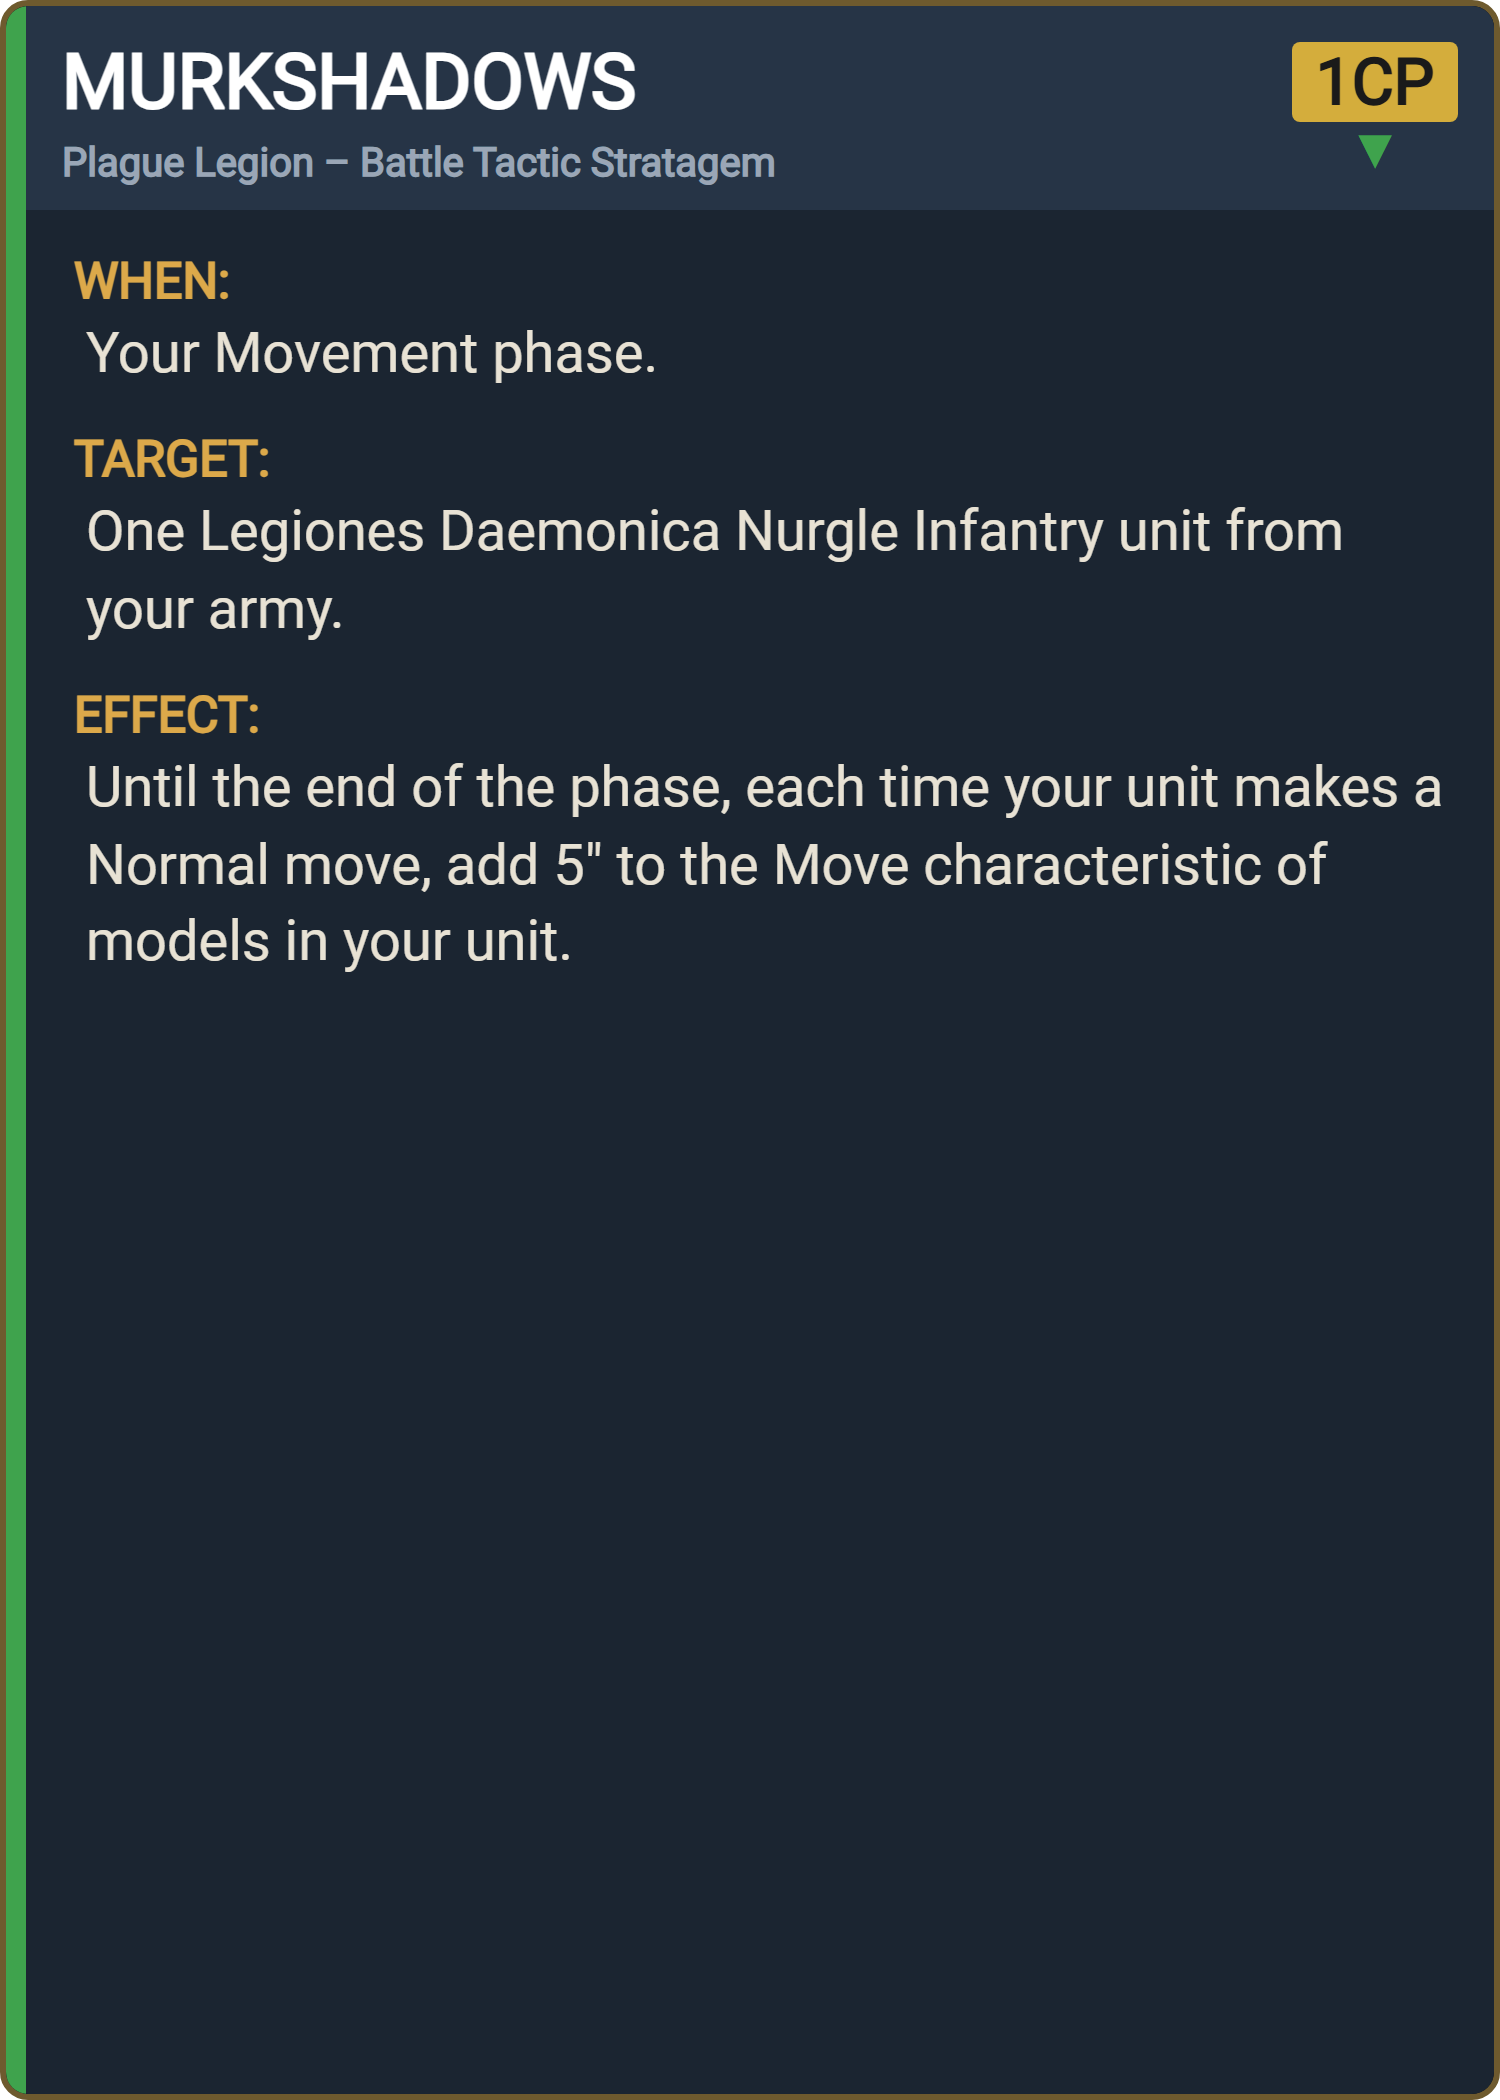 MURKSHADOWS
1CP
Plague Legion – Battle Tactic Stratagem
WHEN:
Your Movement phase.
TARGET:
One Legiones Daemonica Nurgle Infantry unit from
your army.
EFFECT:
Until the end of the phase, each time your unit makes a
Normal move, add 5" to the Move characteristic of
models in your unit.